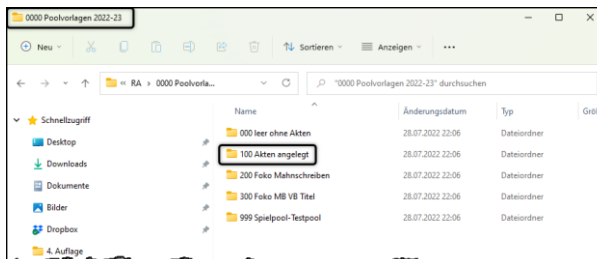 0000 Poolvorlagen 2022-23
Neu
Sortieren
Anzeigen
« RA > 0000 Poolvorla...
"0000 Poolvorlagen 2022-23" durchsuchen
Name Änderungsdatum Typ Grö
Schnellzugriff
000 leer ohne Akten 28.07.2022 22:06 Dateiordner
Desktop
100 Akten angelegt 28.07.2022 22:06 Dateiordner
Downloads
200 Foko Mahnschreiben 28.07.2022 22:06 Dateiordner
Dokumente
300 Foko MB VB Titel 28.07.2022 22:06 Dateiordner
Bilder
999 Spielpool-Testpool 28.07.2022 22:06 Dateiordner
Dropbox
4. Auflage